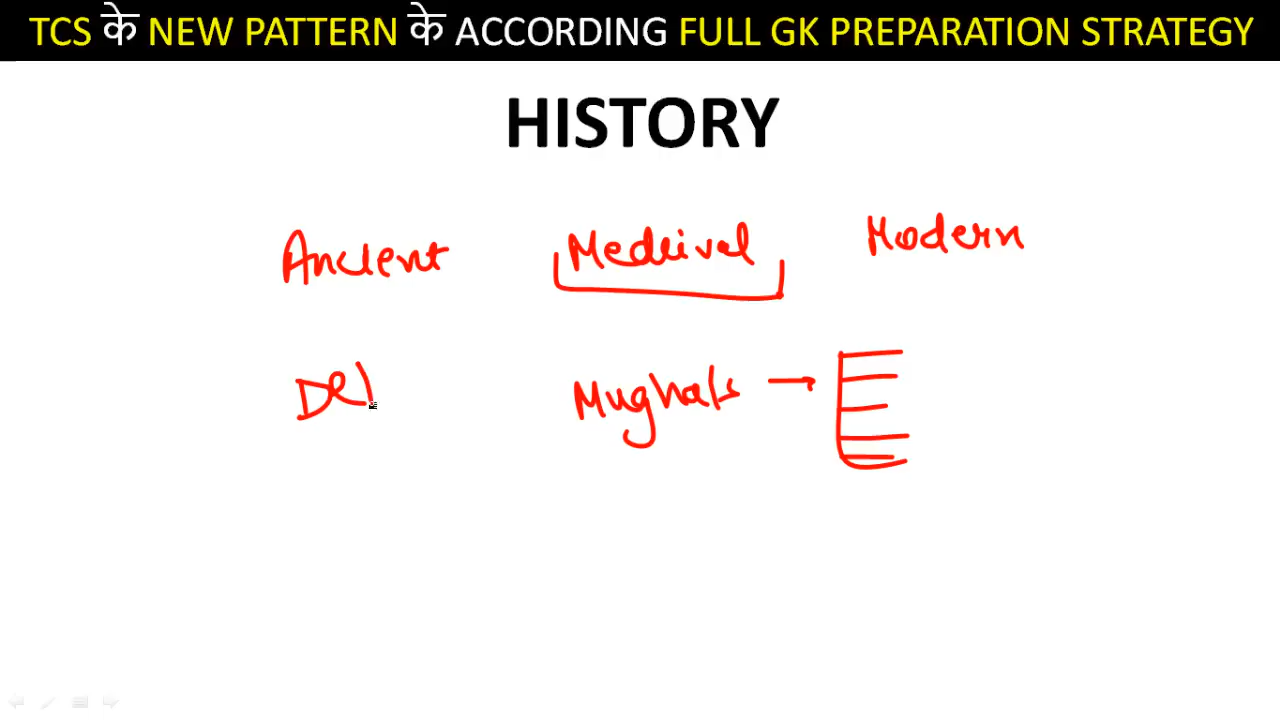 TCS के NEW PATTERN के ACCORDING FULL GK PREPARATION STRATEGY
HISTORY
Ancient Medeival Modern
Del Mughals →